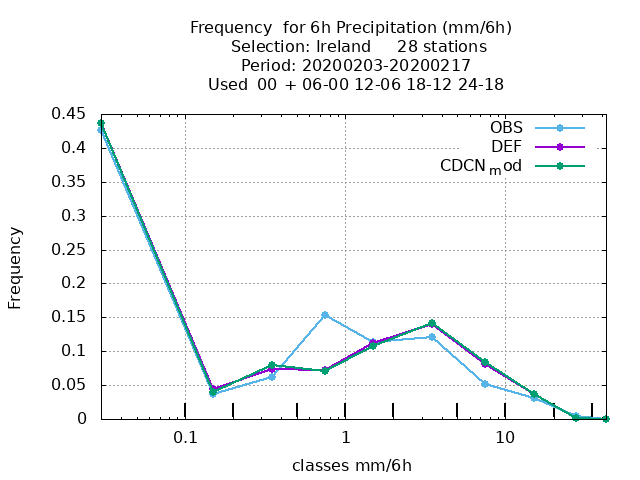 Frequency  for 6h Precipitation (mm/6h)
Selection: Ireland     28 stations
Period: 20200203-20200217
Used  00 + 06-00 12-06 18-12 24-18
OBS
DEF
CDCN_mod
Frequency
0.45
0.4
0.35
0.3
0.25
0.2
0.15
0.1
0.05
0
0.1
1
10
classes mm/6h